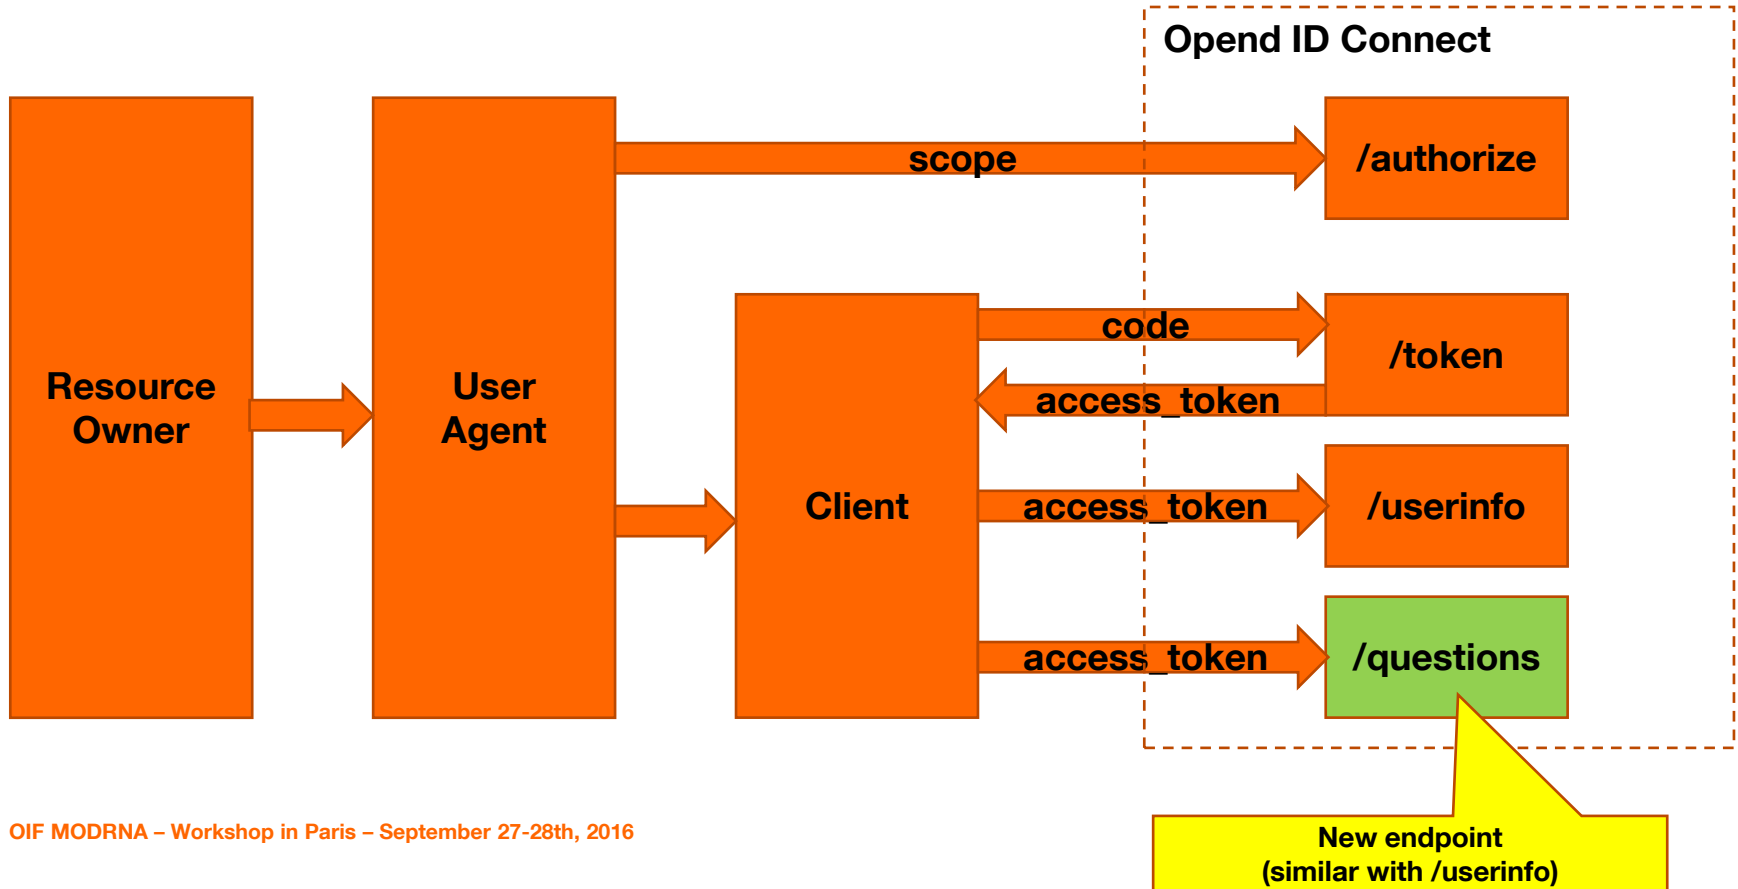 Opend ID Connect
scope
/authorize
Resource
Owner
User
Agent
Client
code
/token
access_token
access_token
/userinfo
access_token
/questions
OIF MODRNA – Workshop in Paris – September 27-28th, 2016
New endpoint
(similar with /userinfo)